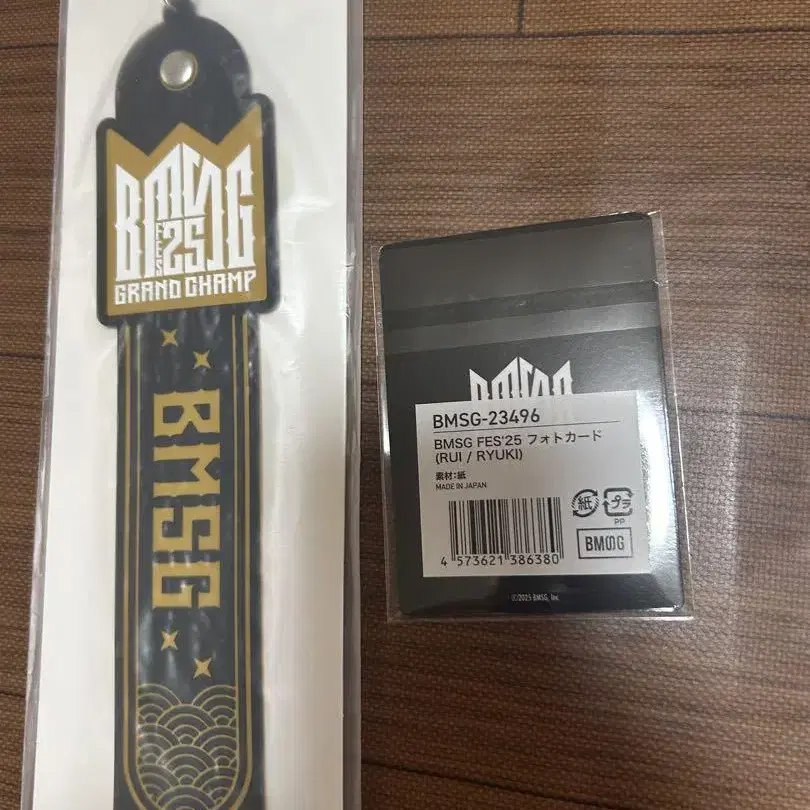 BMSG
FES
25
GRAND CHAMP
BMSG
BMSG-23496
BMSG FES'25 フォトカード
(RUI / RYUKI)
素材:紙
MADE IN JAPAN
紙
プラ
PP
4 573621 386380
BMSG
(C)2025 BMSG, Inc.